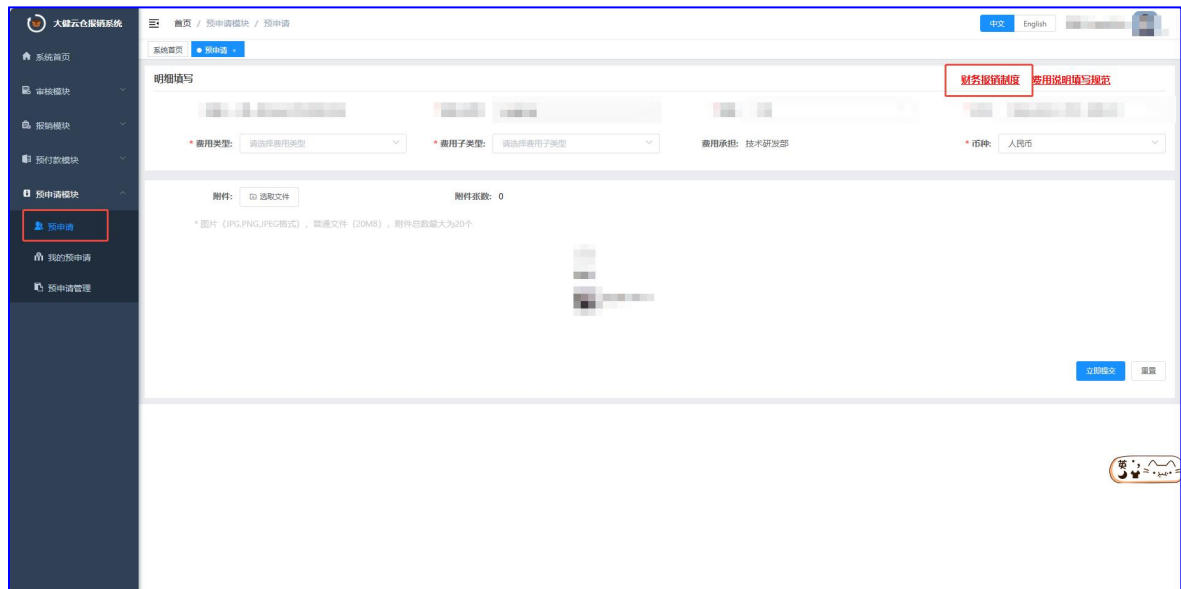 大健云仓报销系统
首页 / 预申请模块 / 预申请
中文 English
系统首页
审核模块
报销模块
预付款模块
预申请模块
预申请
我的预申请
预申请管理
系统首页 ● 预申请 ×
明细填写
财务报销制度 费用说明填写规范
* 费用类型: 请选择费用类型 * 费用子类型: 请选择费用子类型 费用承担: 技术研发部 * 币种: 人民币
附件: 选取文件 附件张数: 0
* 图片（JPG,PNG,JPEG格式），普通文件（20MB），附件总数最大为20个
立即提交 重置
英